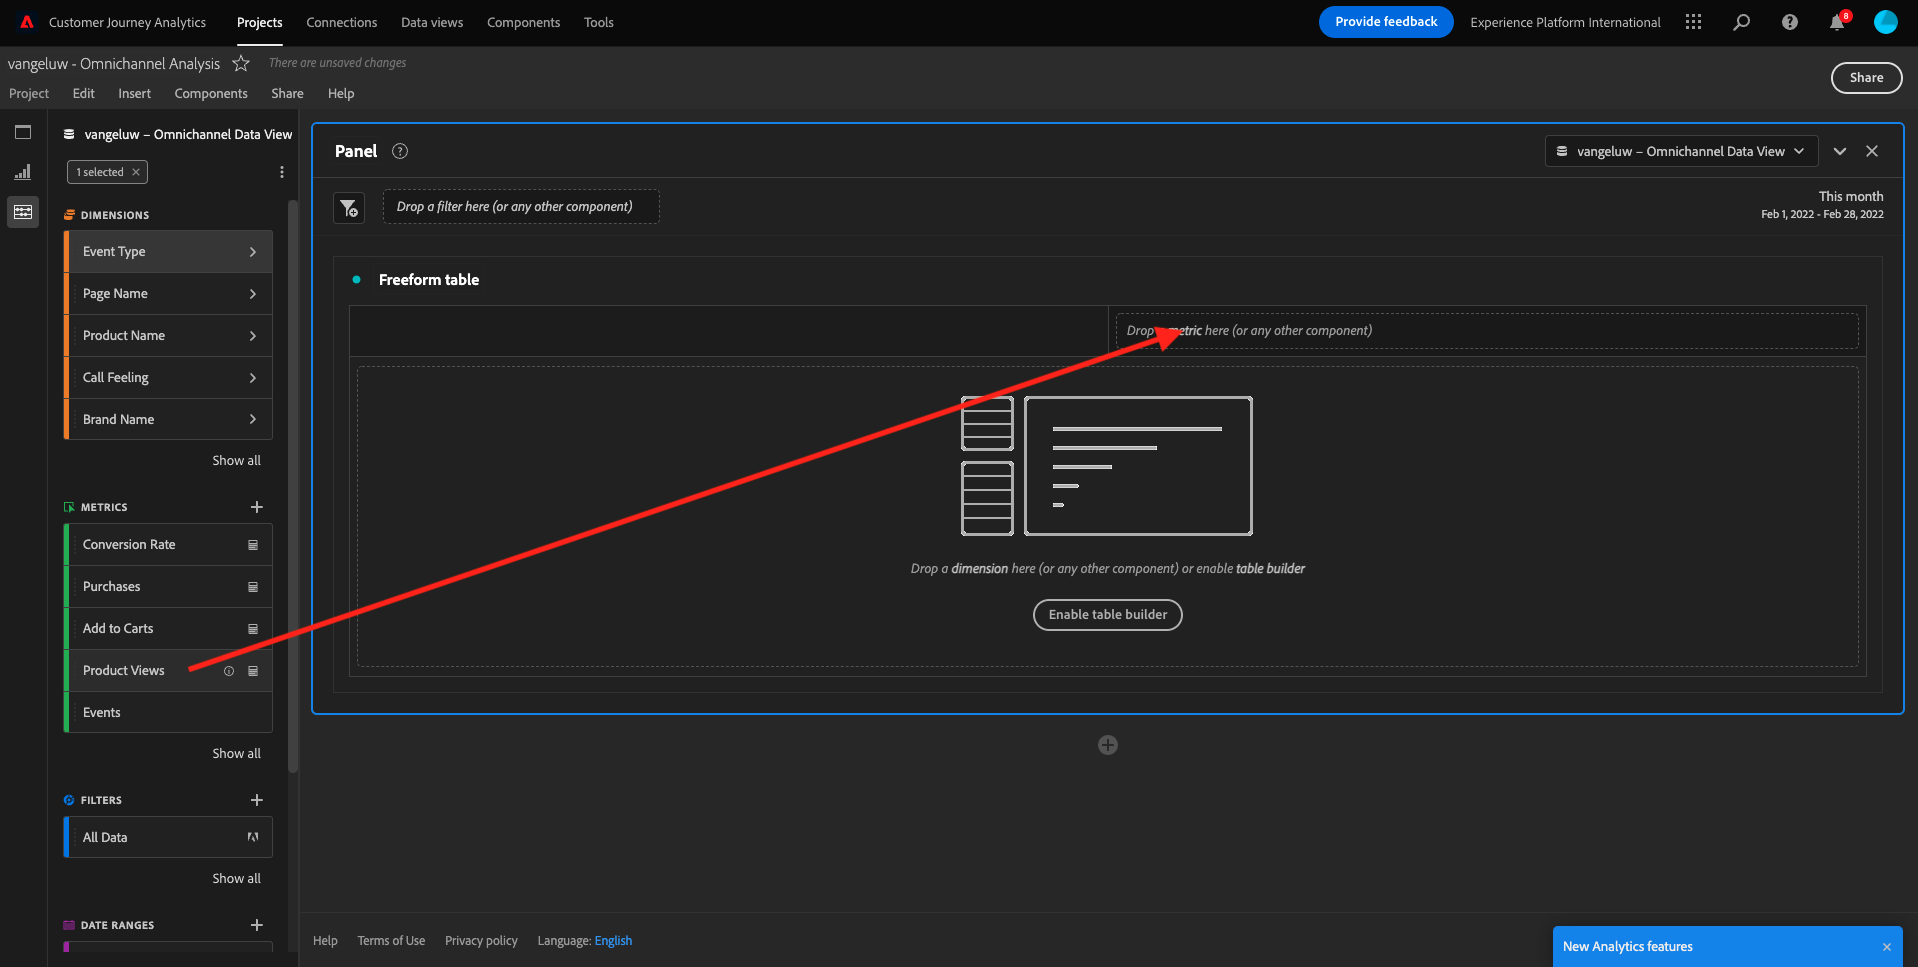 Customer Journey Analytics
Projects
Connections
Data views
Components
Tools
Provide feedback
Experience Platform International
8
vangeluw - Omnichannel Analysis
There are unsaved changes
Project
Edit
Insert
Components
Share
Help
Share
vangeluw – Omnichannel Data View
1 selected
DIMENSIONS
Event Type
Page Name
Product Name
Call Feeling
Brand Name
Show all
METRICS
Conversion Rate
Purchases
Add to Carts
Product Views
Events
Show all
FILTERS
All Data
Show all
DATE RANGES
Panel
vangeluw – Omnichannel Data View
Drop a filter here (or any other component)
This month
Feb 1, 2022 - Feb 28, 2022
Freeform table
Drop metric here (or any other component)
Drop a dimension here (or any other component) or enable table builder
Enable table builder
Help
Terms of Use
Privacy policy
Language: English
New Analytics features